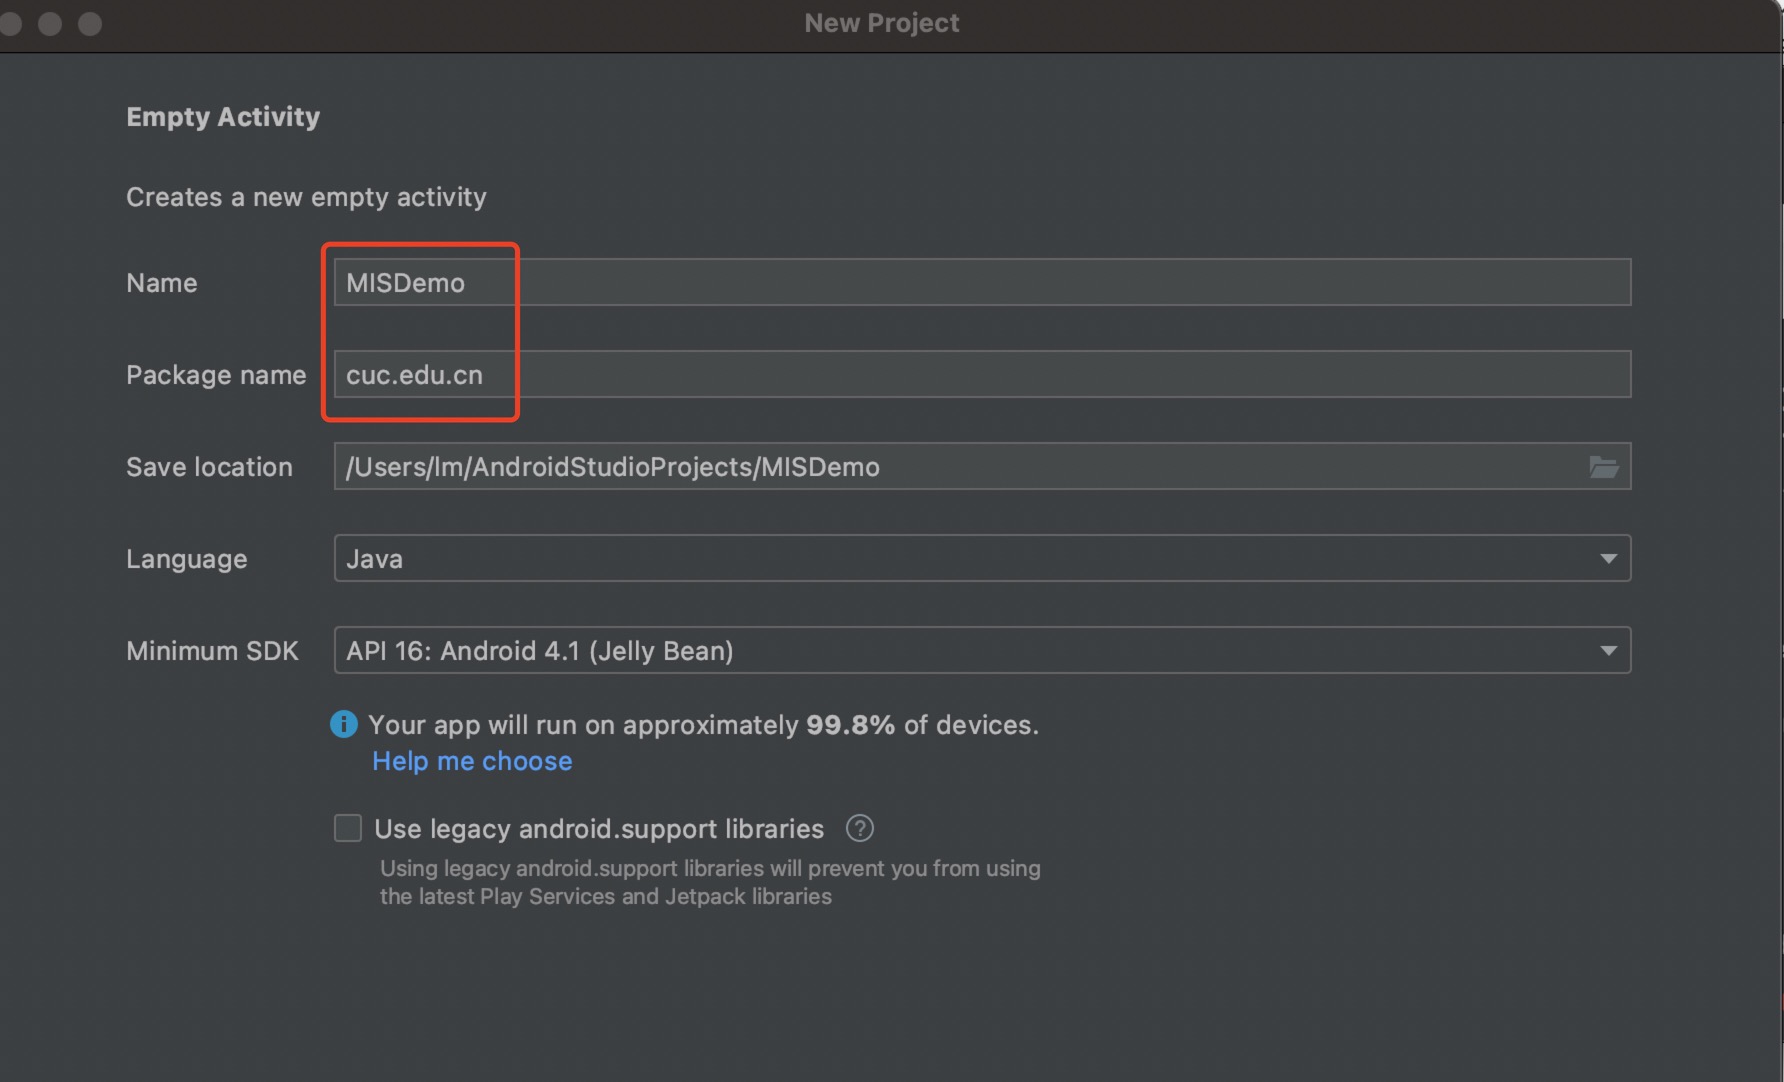 New Project
Empty Activity
Creates a new empty activity
Name
MISDemo
Package name
cuc.edu.cn
Save location
/Users/lm/AndroidStudioProjects/MISDemo
Language
Java
Minimum SDK
API 16: Android 4.1 (Jelly Bean)
Your app will run on approximately 99.8% of devices.
Help me choose
Use legacy android.support libraries
Using legacy android.support libraries will prevent you from using
the latest Play Services and Jetpack libraries